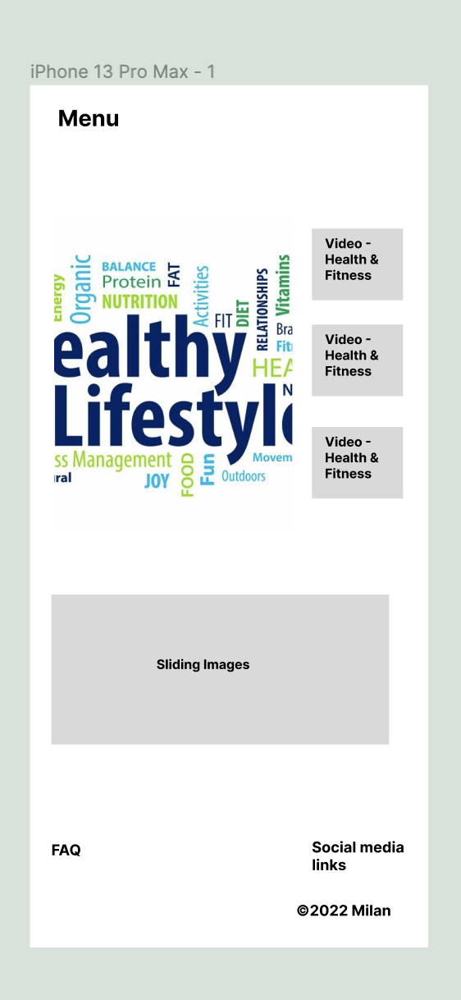 iPhone 13 Pro Max - 1
Menu
Energy
Organic
BALANCE
Protein
FAT
NUTRITION
Activities
FIT
DIET
RELATIONSHIPS
Vitamins
Bra
Fit
ealthy
HEA
N
Lifestyle
ss Management
ural
JOY
FOOD
Fun
Movem
Outdoors
Video -
Health &
Fitness
Video -
Health &
Fitness
Video -
Health &
Fitness
Sliding Images
FAQ
Social media
links
©2022 Milan